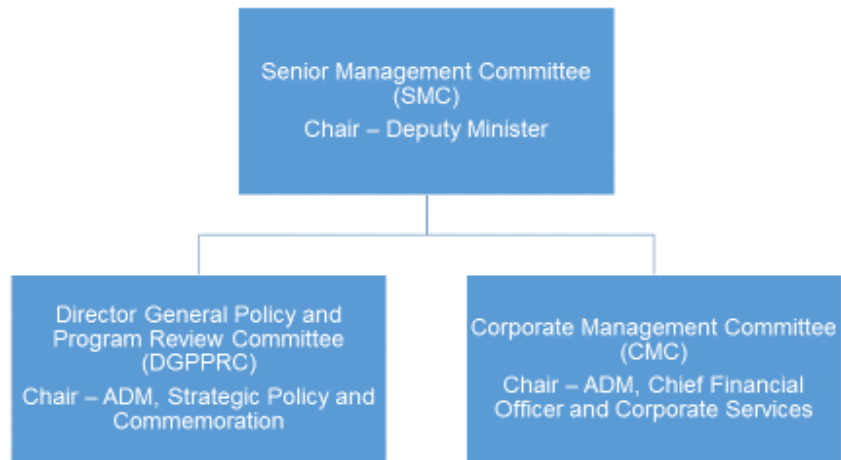 Senior Management Committee
(SMC)
Chair – Deputy Minister
Director General Policy and
Program Review Committee
(DGPPRC)
Chair – ADM, Strategic Policy and
Commemoration
Corporate Management Committee
(CMC)
Chair – ADM, Chief Financial
Officer and Corporate Services